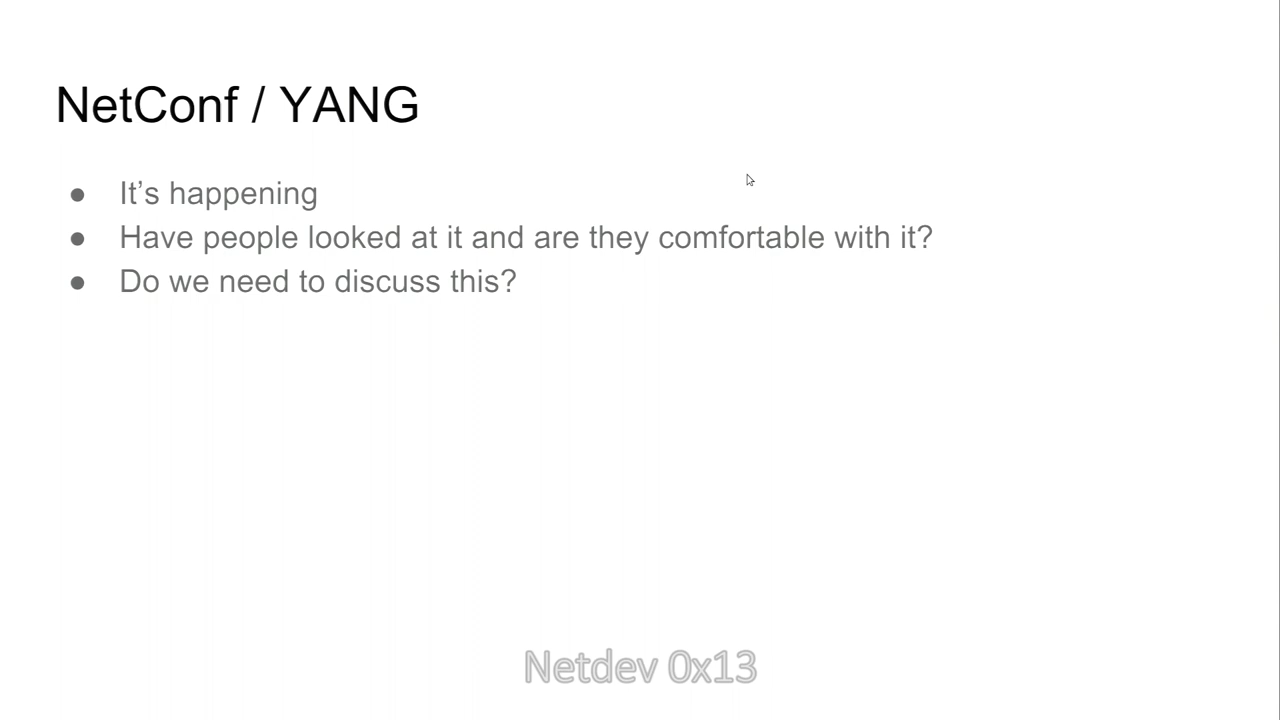 NetConf / YANG
● It’s happening
● Have people looked at it and are they comfortable with it?
● Do we need to discuss this?
Netdev 0x13